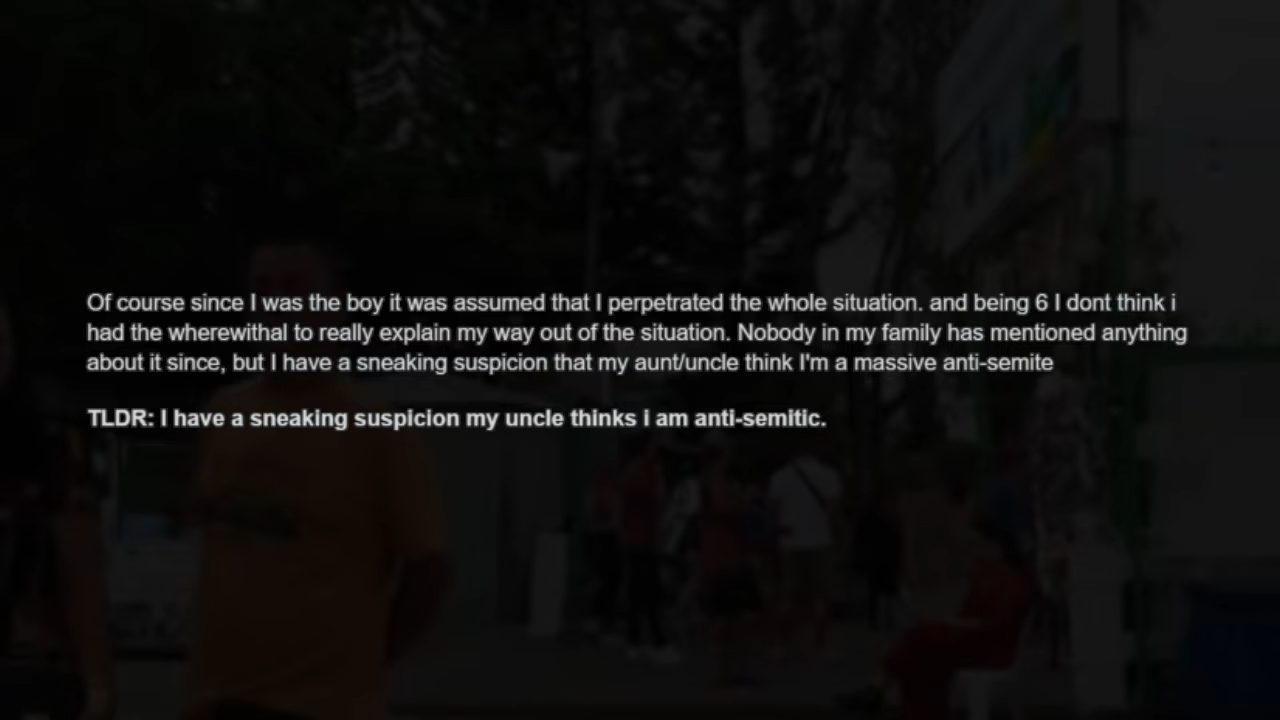 Of course since I was the boy it was assumed that I perpetrated the whole situation. and being 6 I dont think i
had the wherewithal to really explain my way out of the situation. Nobody in my family has mentioned anything
about it since, but I have a sneaking suspicion that my aunt/uncle think I'm a massive anti-semite
TLDR: I have a sneaking suspicion my uncle thinks i am anti-semitic.